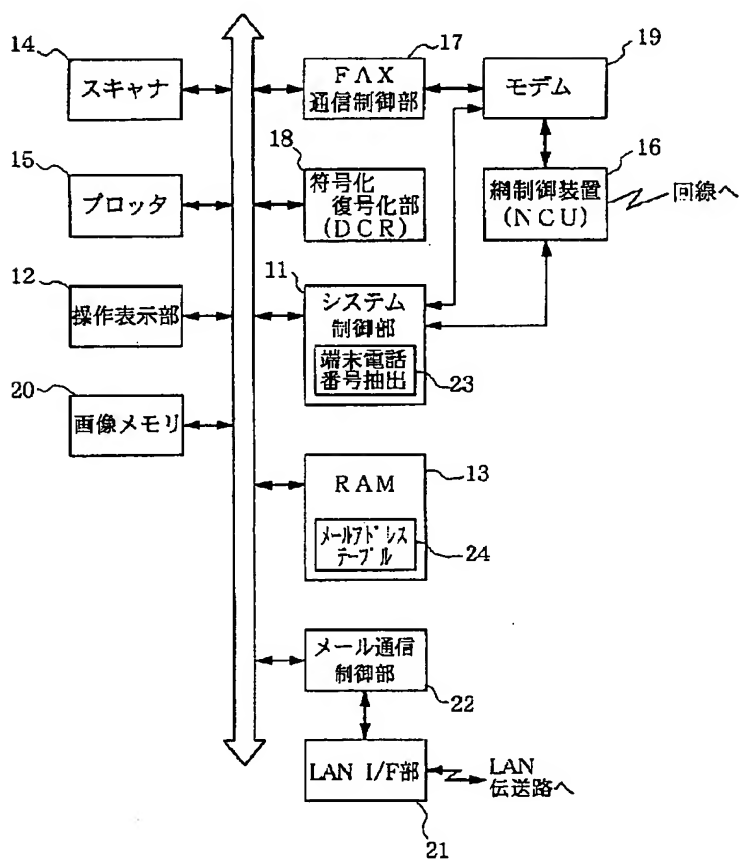 14
スキャナ
17
FAX
通信制御部
19
モデム
15
プロッタ
18
符号化
復号化部
(DCR)
16
網制御装置
(NCU)
回線へ
12
操作表示部
11
システム
制御部
端末電話
番号抽出
23
20
画像メモリ
13
RAM
メールアドレス
テーブル
24
メール通信
制御部
22
LAN I/F部
21
LAN
伝送路へ